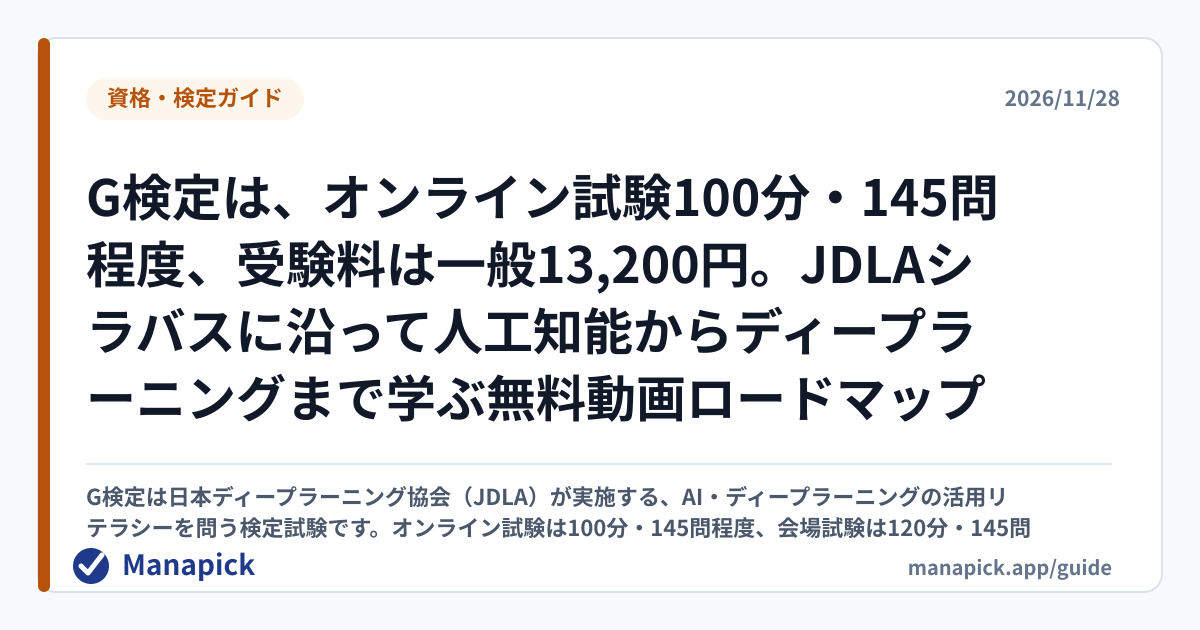 資格・検定ガイド
2026/11/28
G検定は、オンライン試験100分・145問
程度、受験料は一般13,200円。JDLAシ
ラバスに沿って人工知能からディープラ
ーニングまで学ぶ無料動画ロードマップ
G検定は日本ディープラーニング協会（JDLA）が実施する、AI・ディープラーニングの活用リ
テラシーを問う検定試験です。オンライン試験は100分・145問程度、会場試験は120分・145問
Manapick
manapick.app/guide